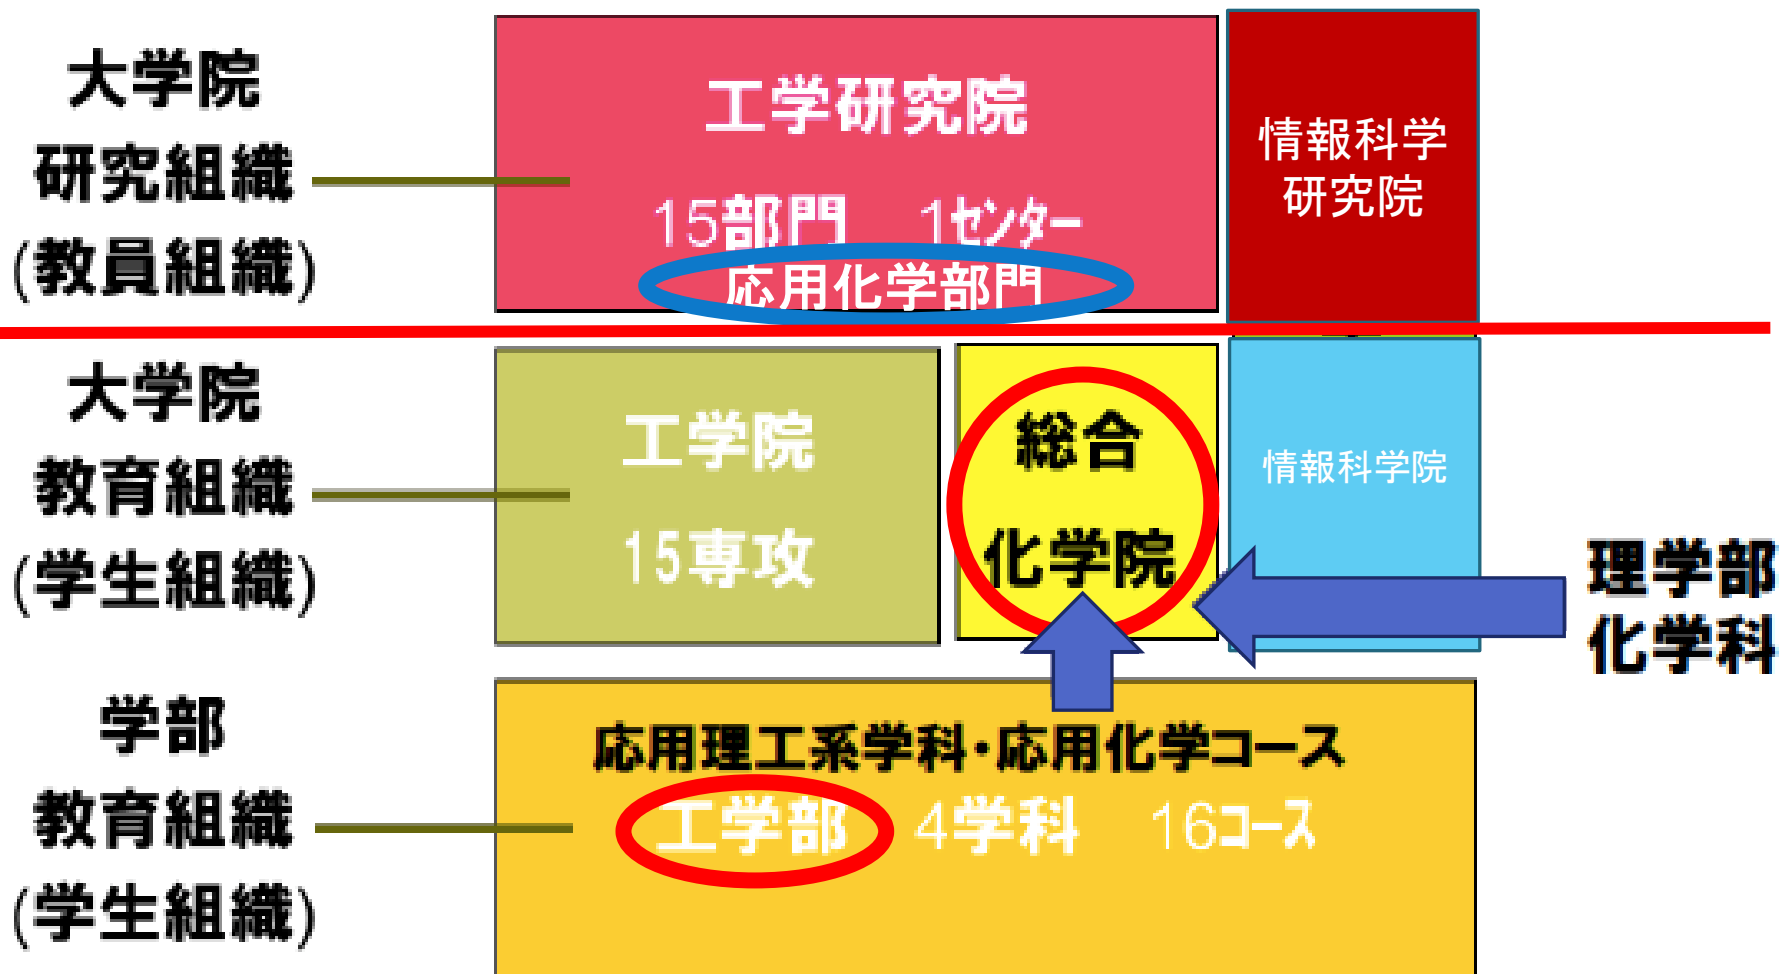 大学院
研究組織
(教員組織)
工学研究院
15部門 1センター
応用化学部門
情報科学
研究院
大学院
教育組織
(学生組織)
工学院
15専攻
総合
化学院
情報科学院
理学部
化学科
学部
教育組織
(学生組織)
応用理工系学科・応用化学コース
工学部 4学科 16コース